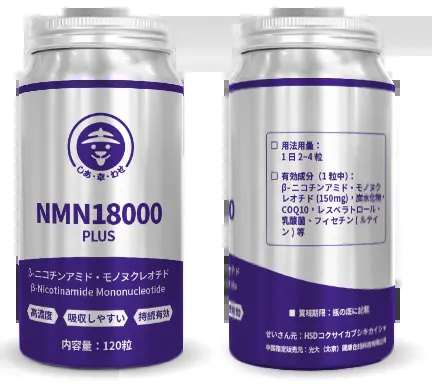 しあ・幸・わせ
NMN18000
PLUS
β-ニコチンアミド・モノヌクレオチド
β-Nicotinamide Mononucleotide
高濃度 吸収しやすい 持続有効
内容量：120粒
用法用量：
1日2~4粒
有効成分（1粒中）：
β-ニコチンアミド・モノヌク
レオチド(150mg)，炭水化物，
COQ10，レスベラトロール，
乳酸菌、フィセチン(ルテイ
ン)等
■ 賞味期限：瓶の底に記載
せいさん元：HSDコクサイカブシキカイシャ